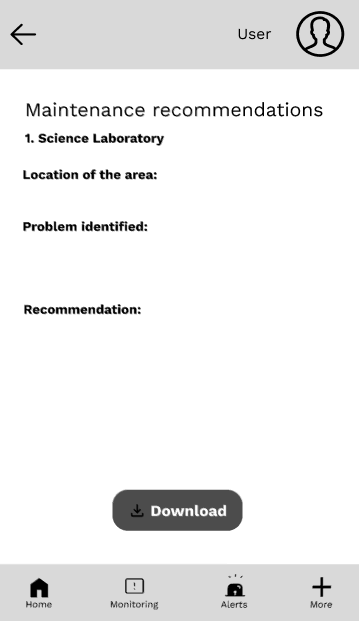 User
Maintenance recommendations
1. Science Laboratory
Location of the area:
Problem identified:
Recommendation:
Download
Home
Monitoring
Alerts
More